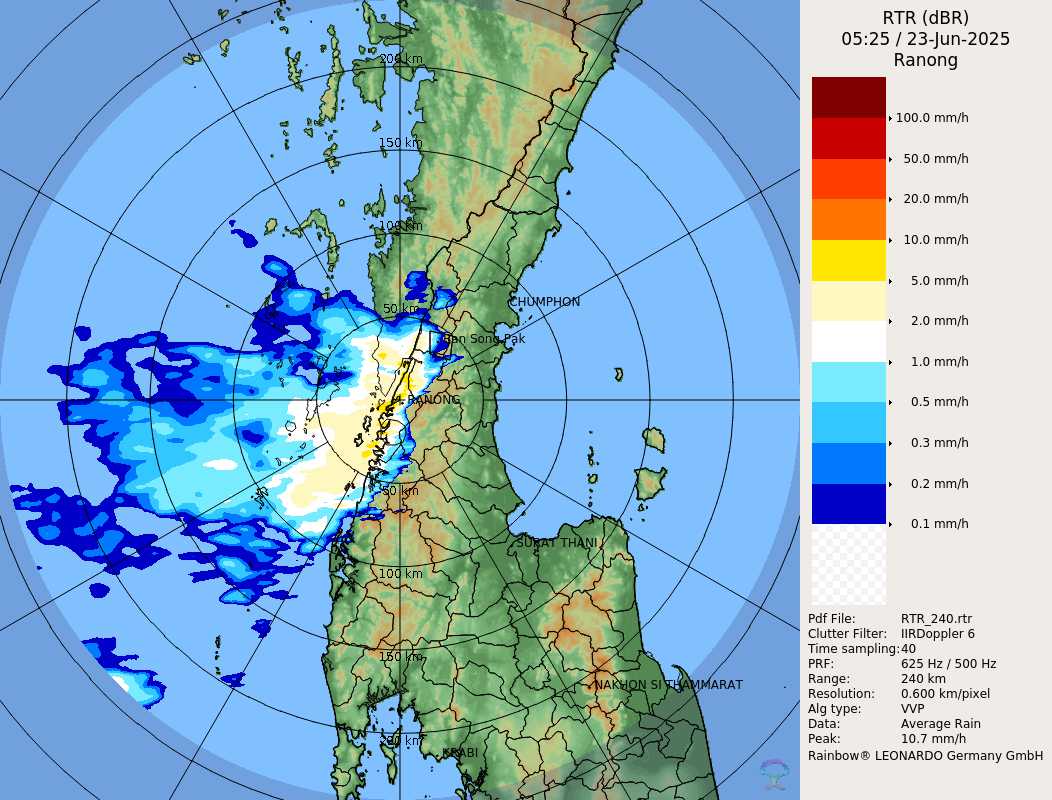 RTR (dBR)
05:25 / 23-Jun-2025
Ranong
100.0 mm/h
50.0 mm/h
20.0 mm/h
10.0 mm/h
5.0 mm/h
2.0 mm/h
1.0 mm/h
0.5 mm/h
0.3 mm/h
0.2 mm/h
0.1 mm/h
Pdf File: RTR_240.rtr
Clutter Filter: IIRDoppler 6
Time sampling:40
PRF: 625 Hz / 500 Hz
Range: 240 km
Resolution: 0.600 km/pixel
Alg type: VVP
Data: Average Rain
Peak: 10.7 mm/h
Rainbow® LEONARDO Germany GmbH
200 km
150 km
100 km
CHUMPHON
50 km
Ban Song Pak
RANONG
50 km
SURAT THANI
100 km
150 km
NAKHON SI THAMMARAT
200 km
KRABI